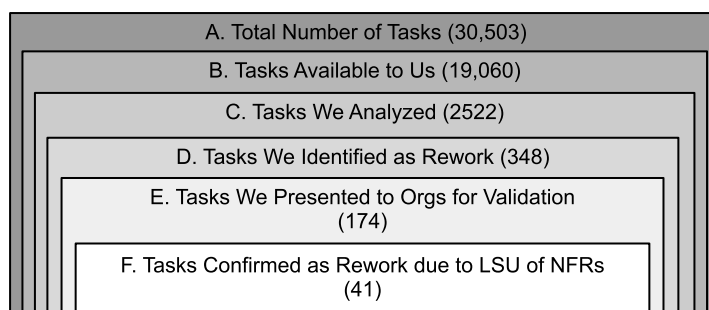 A. Total Number of Tasks (30,503)
B. Tasks Available to Us (19,060)
C. Tasks We Analyzed (2522)
D. Tasks We Identified as Rework (348)
E. Tasks We Presented to Orgs for Validation
(174)
F. Tasks Confirmed as Rework due to LSU of NFRs
(41)